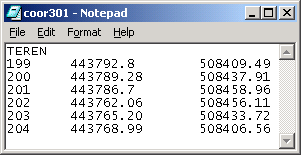 coor301 - Notepad
File Edit Format Help
TEREN
199 443792.8 508409.49
200 443789.28 508437.91
201 443786.7 508458.96
202 443762.06 508456.11
203 443765.20 508433.72
204 443768.99 508406.56